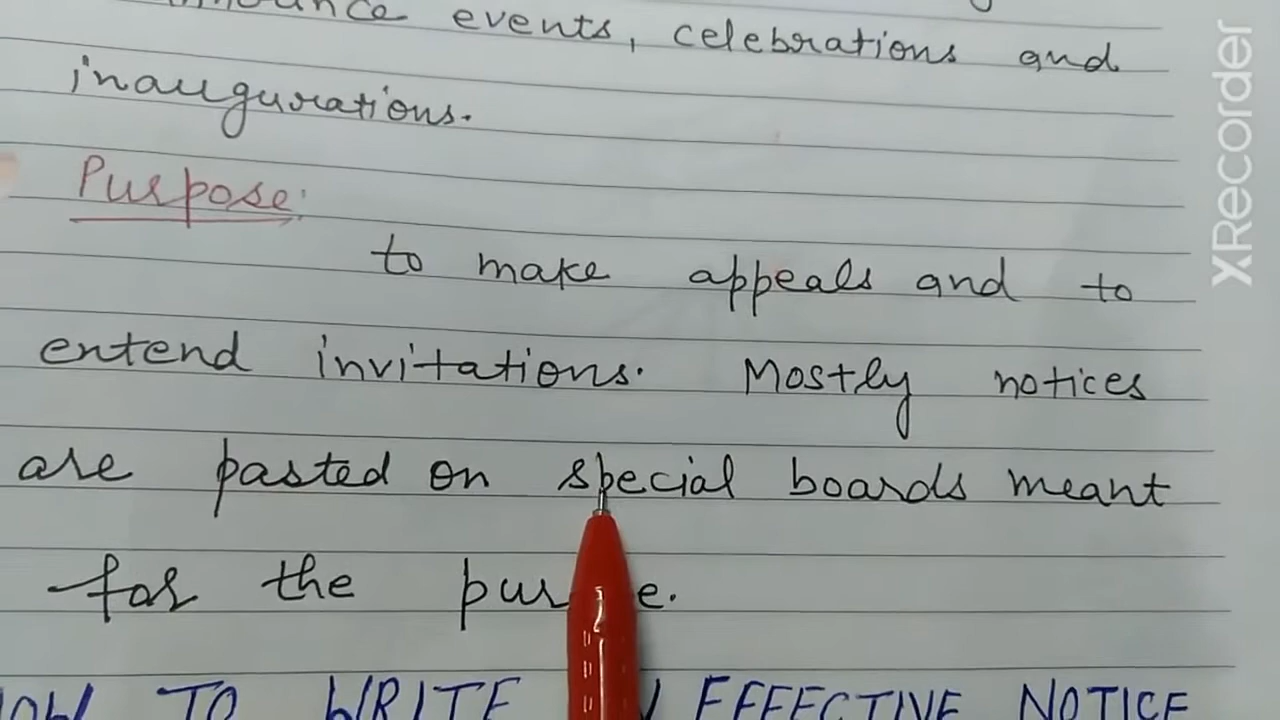 events, celebrations and
inaugurations.
Purpose:
to make appeals and to
extend invitations. Mostly notices
are pasted on special boards meant
for the
TO WRITE EFFECTIVE NOTICE
XRecorder